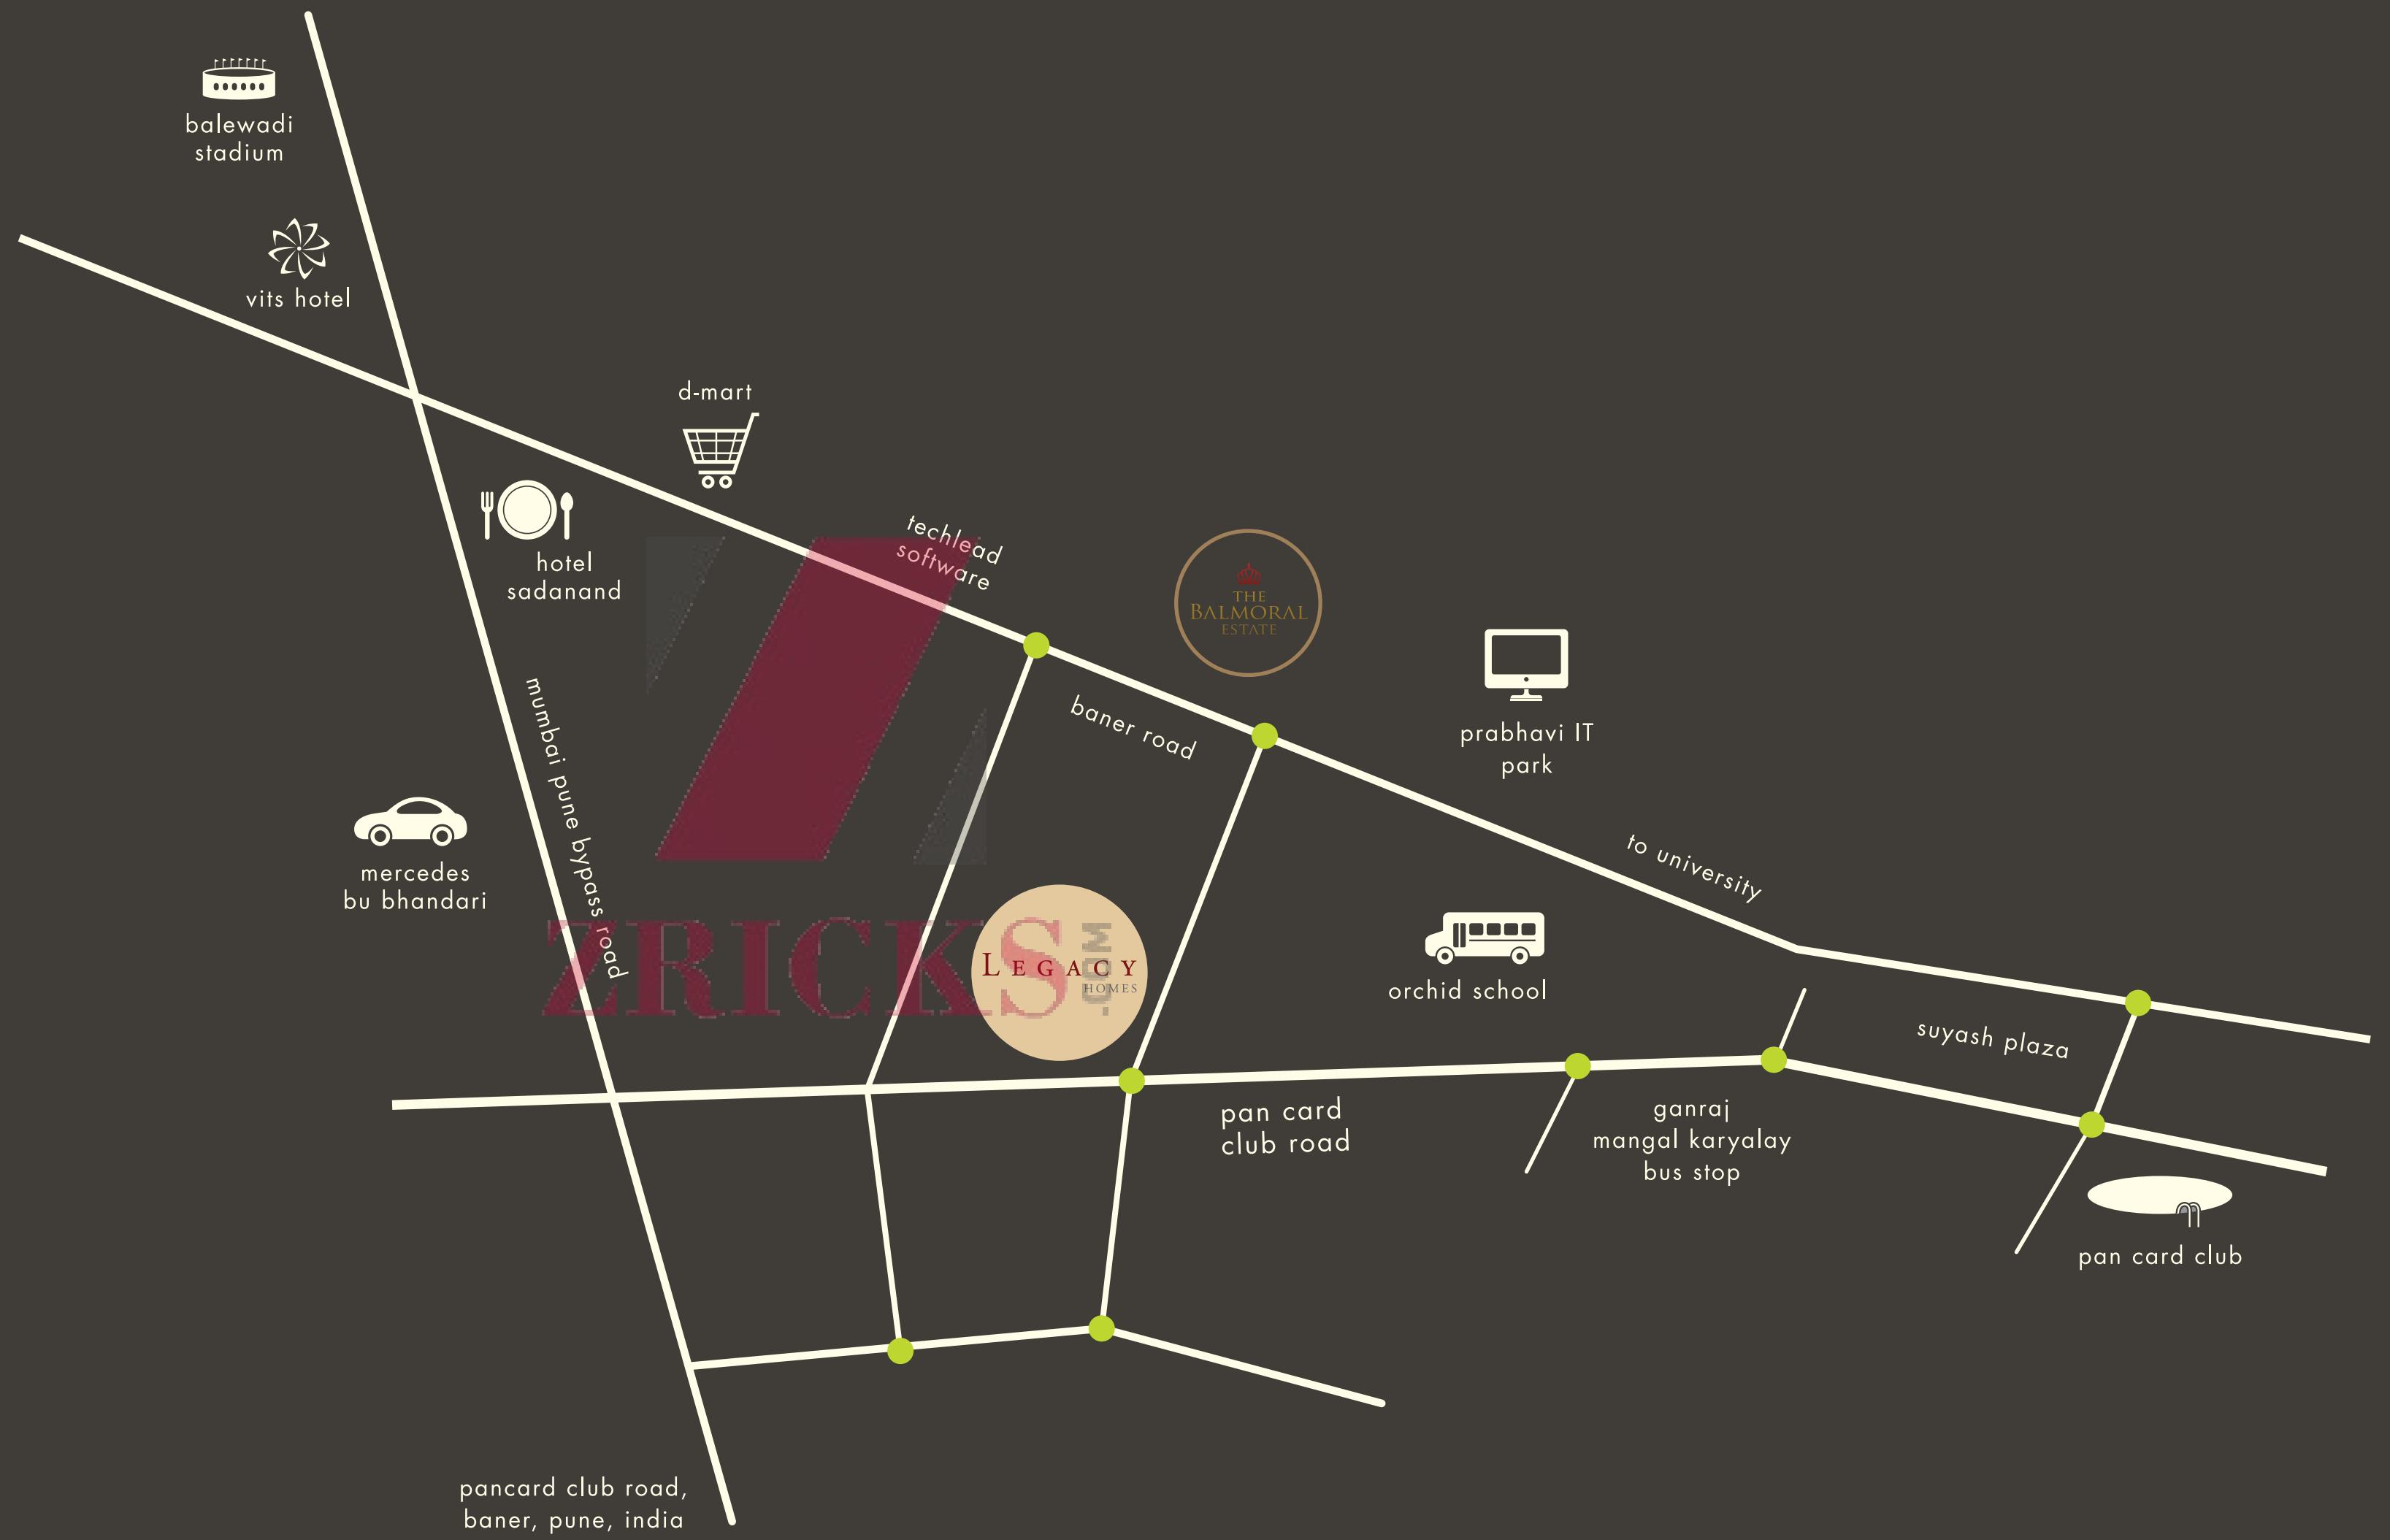 balewadi
stadium
vits hotel
d-mart
hotel
sadanand
techlead
software
THE
BALMORAL
ESTATE
baner road
prabhavi IT
park
mumbai pune bypass road
mercedes
bu bhandari
to university
ZRICKS
.COM
LEGACY
HOMES
orchid school
suyash plaza
pan card
club road
ganraj
mangal karyalay
bus stop
pan card club
pancard club road,
baner, pune, india